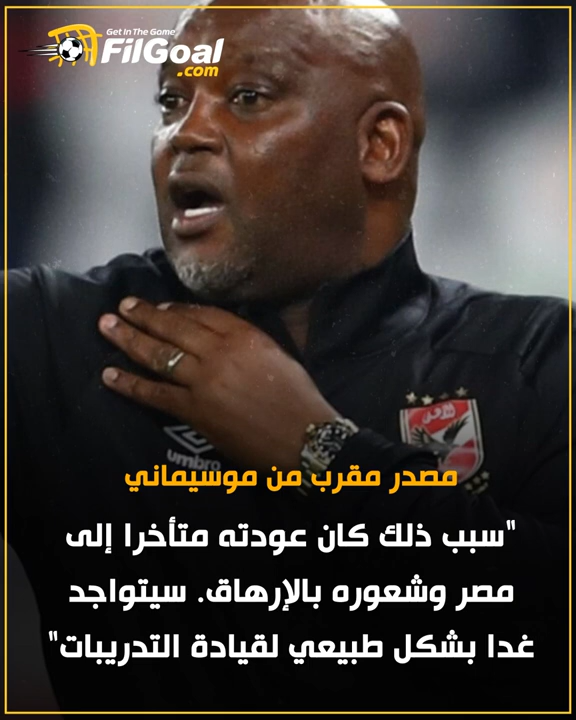 Get In The Game
FilGoal
.com
الأهلي
umbro
مصدر مقرب من موسيماني
"سبب ذلك كان عودته متأخرا إلى
مصر وشعوره بالإرهاق. سيتواجد
غدا بشكل طبيعي لقيادة التدريبات"